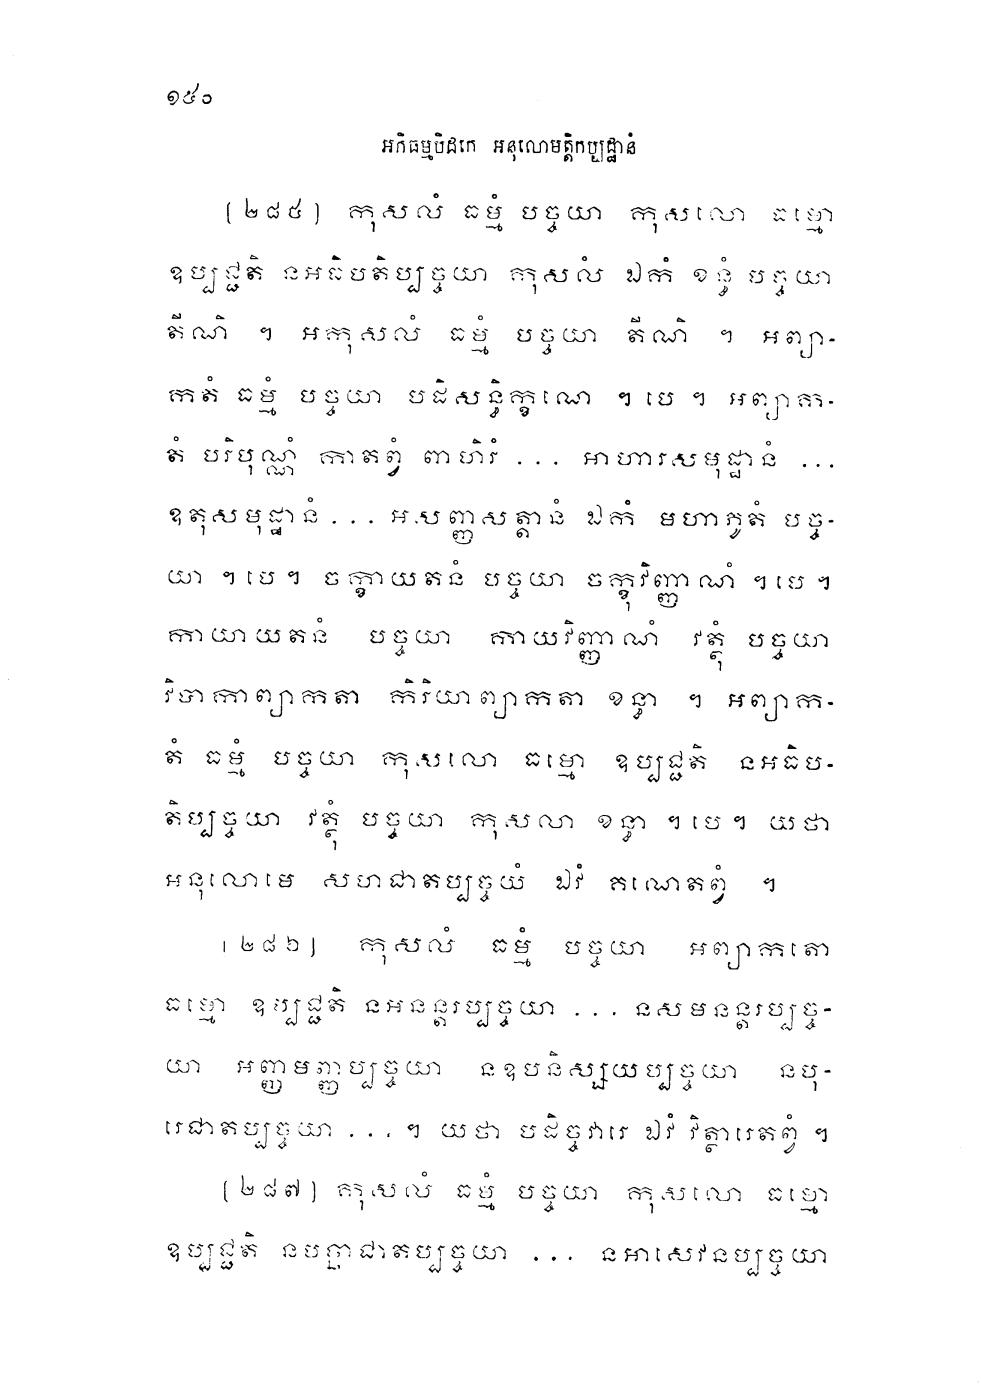 ១៥០
អភិធម្មបិដកេ អនុលោមត្តិកប្បដ្ឋានំ
(២៨៥) កុសលំ ធម្មំ បច្ចយា កុសលោ ធម្មោ
ឧប្បជ្ជតិ នអធិបតិប្បច្ចយា កុសលំ ឯកំ ខន្ធំ បច្ចយា
តីណិ ។ អកុសលំ ធម្មំ បច្ចយា តីណិ ។ អព្យា-
កតំ ធម្មំ បច្ចយា បដិសន្ធិក្ខណេ ។ បេ ។ អព្យាក-
តំ បរិបុណ្ណំ កាតព្វំ ពាហិរំ ... អាហារសមុដ្ឋានំ ...
ឧតុសមុដ្ឋានំ ... អសញ្ញសត្តានំ ឯកំ មហាភូតំ បច្ច-
យា ។ បេ ។ ចក្ខាយតនំ បច្ចយា ចក្ខុវិញ្ញាណំ ។ បេ ។
កាយាយតនំ បច្ចយា កាយវិញ្ញាណំ វត្ថុំ បច្ចយា
វិបាកាព្យាកតា កិរិយាព្យាកតា ខន្ធា ។ អព្យាក-
តំ ធម្មំ បច្ចយា កុសលោ ធម្មោ ឧប្បជ្ជតិ នអធិប-
តិប្បច្ចយា វត្ថុំ បច្ចយា កុសលា ខន្ធា ។ បេ ។ យថា
អនុលោមេ សហជាតប្បច្ចយំ ឯវំ គណេតព្វំ ។
(២៨៦) កុសលំ ធម្មំ បច្ចយា អព្យាកតោ
ធម្មោ ឧប្បជ្ជតិ នអនន្តរប្បច្ចយា ... នសមនន្តរប្បច្ច-
យា អញ្ញមញ្ញប្បច្ចយា នឧបនិស្សយប្បច្ចយា នបុ-
រេជាតប្បច្ចយា ... ។ យថា បដិច្ចវារេ ឯវំ វិត្ថារេតព្វំ ។
(២៨៧) កុសលំ ធម្មំ បច្ចយា កុសលោ ធម្មោ
ឧប្បជ្ជតិ នបច្ឆាជាតប្បច្ចយា ... នអាសេវនប្បច្ចយា